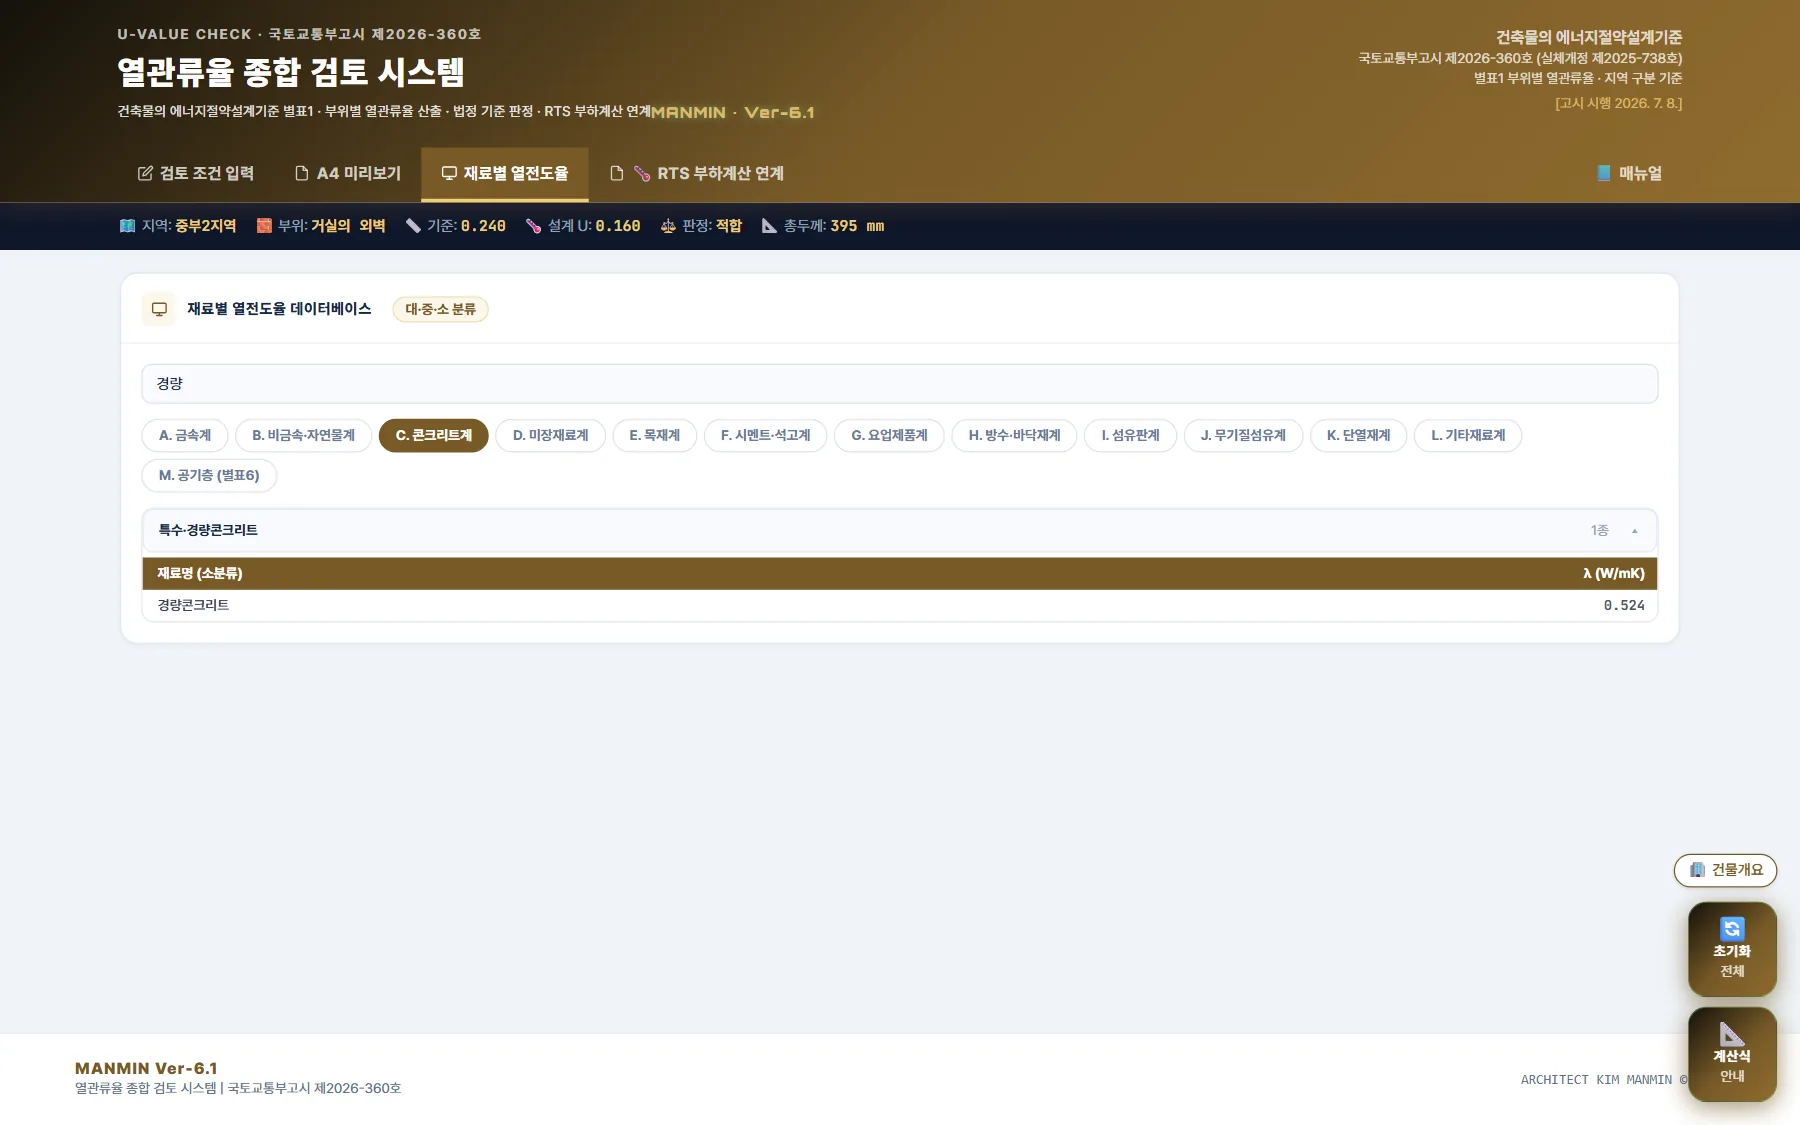 U-VALUE CHECK · 국토교통부고시 제2026-360호
열관류율 종합 검토 시스템
건축물의 에너지절약설계기준 별표1 · 부위별 열관류율 산출 · 법정 기준 판정 · RTS 부하계산 연계MANMIN · Ver-6.1
건축물의 에너지절약설계기준
국토교통부고시 제2026-360호 (실체개정 제2025-738호)
별표1 부위별 열관류율 · 지역 구분 기준
[고시 시행 2026. 7. 8.]
검토 조건 입력
A4 미리보기
재료별 열전도율
RTS 부하계산 연계
매뉴얼
지역: 중부2지역 부위: 거실의 외벽 기준: 0.240 설계 U: 0.160 판정: 적합 총두께: 395 mm
재료별 열전도율 데이터베이스
대·중·소 분류
경량
A. 금속계
B. 비금속·자연물계
C. 콘크리트계
D. 미장재료계
E. 목재계
F. 시멘트·석고계
G. 요업제품계
H. 방수·바닥재계
I. 섬유판계
J. 무기질섬유계
K. 단열재계
L. 기타재료계
M. 공기층 (별표6)
특수·경량콘크리트 1종 ▲
재료명 (소분류) λ (W/mK)
경량콘크리트 0.524
건물개요
초기화
전체
계산식
안내
MANMIN Ver-6.1
열관류율 종합 검토 시스템 | 국토교통부고시 제2026-360호
ARCHITECT KIM MANMIN ©